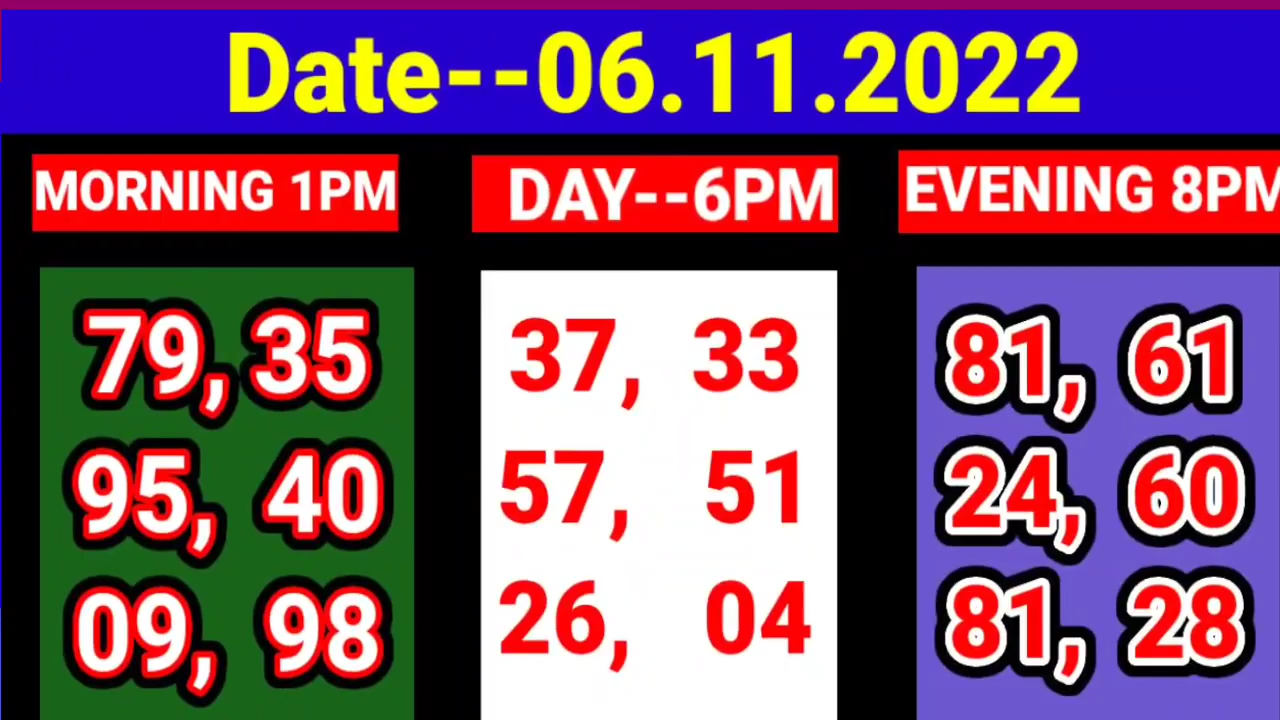 Date--06.11.2022
MORNING 1PM
DAY--6PM
EVENING 8PM
79, 35
95, 40
09, 98
37, 33
57, 51
26, 04
81, 61
24, 60
81, 28